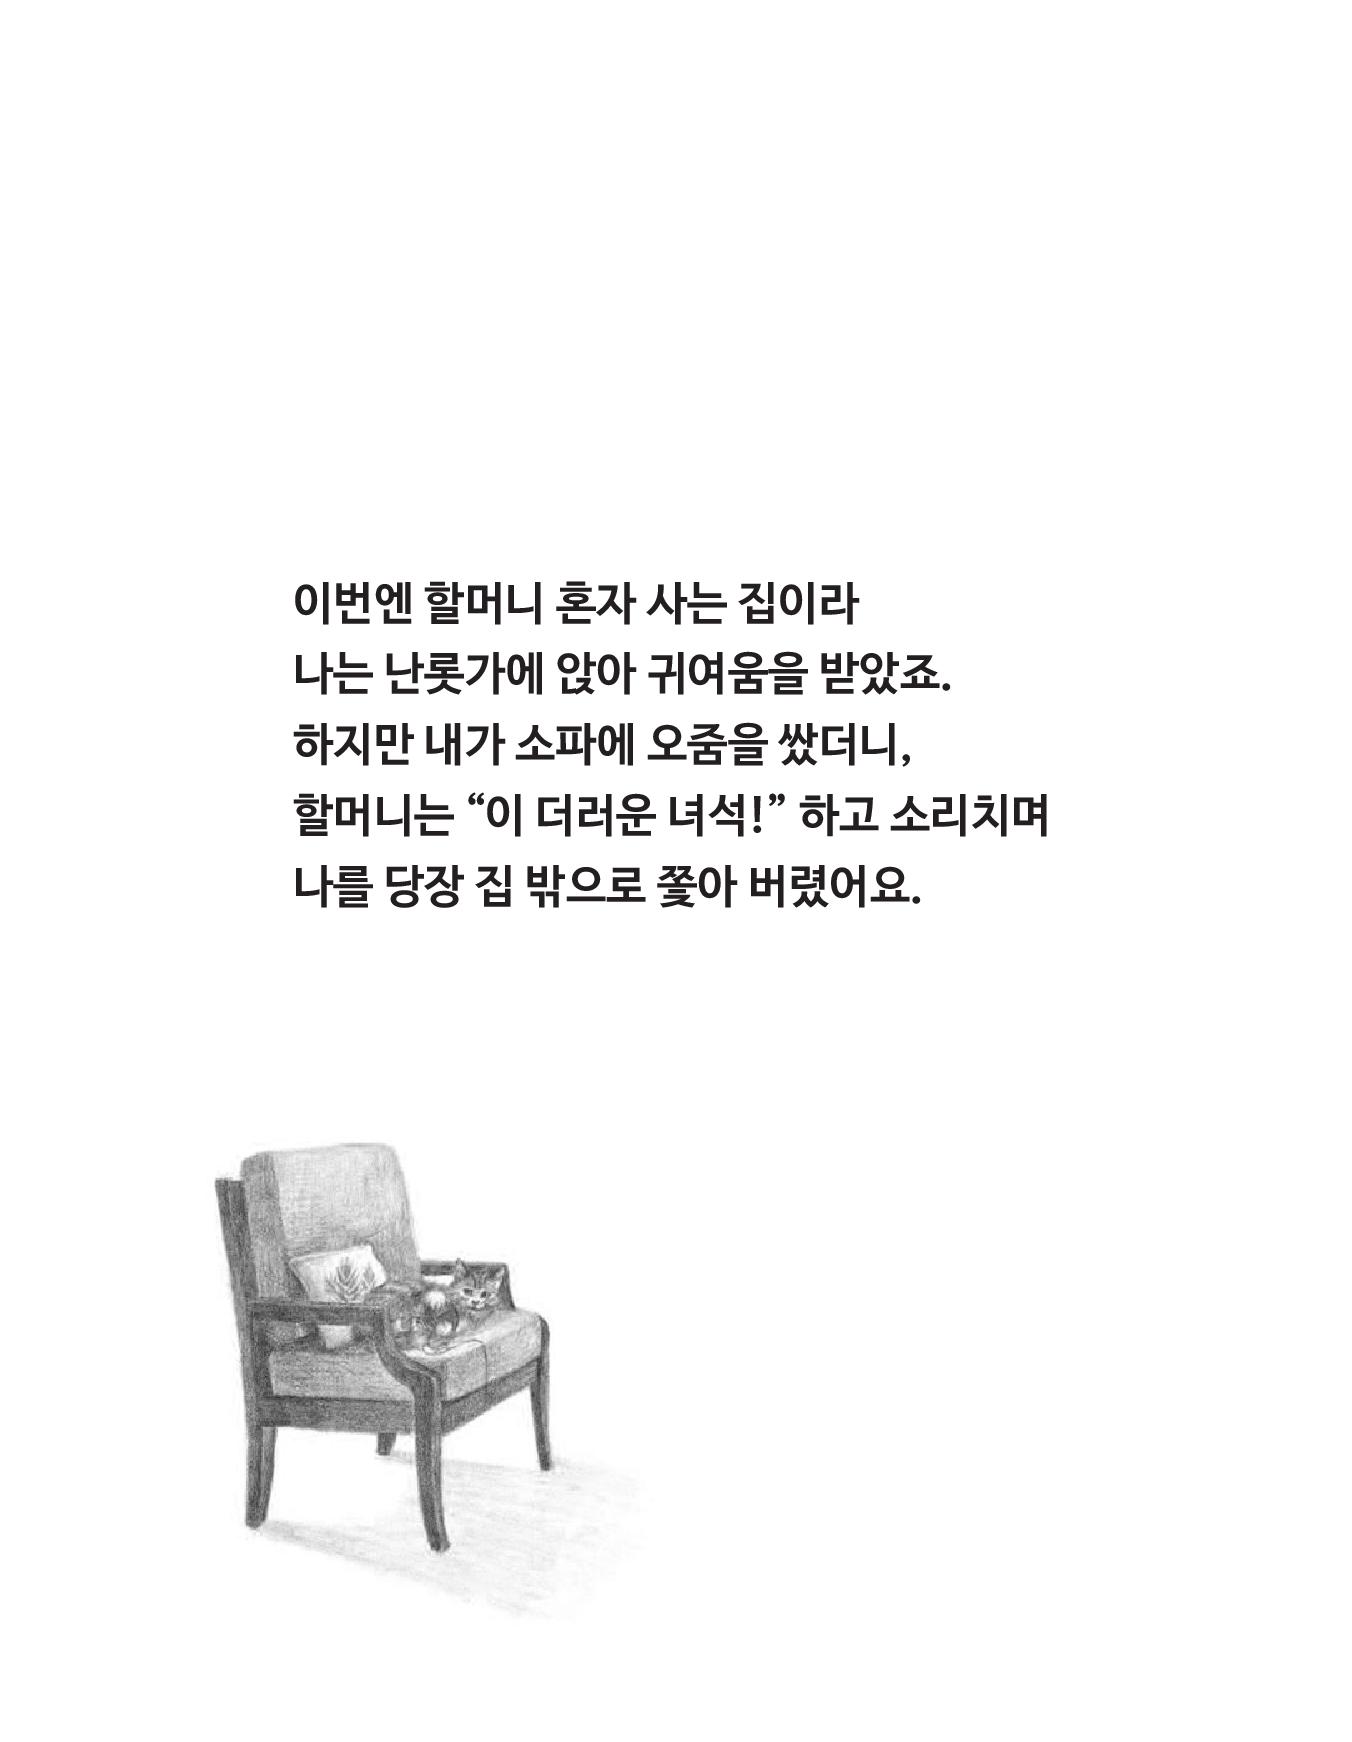 이번엔 할머니 혼자 사는 집이라
나는 난롯가에 앉아 귀여움을 받았죠.
하지만 내가 소파에 오줌을 쌌더니,
할머니는 “이 더러운 녀석!” 하고 소리치며
나를 당장 집 밖으로 쫓아 버렸어요.